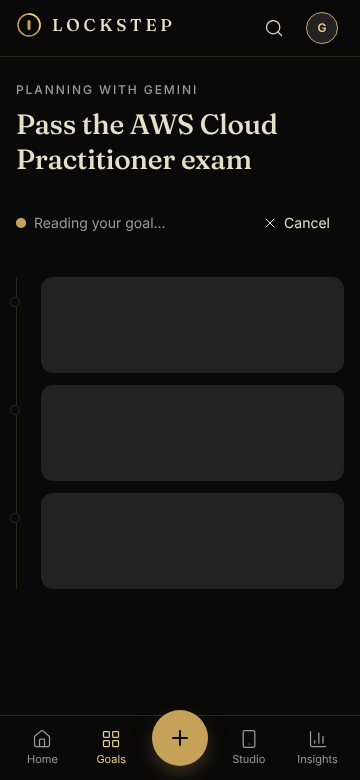 LOCKSTEP
G
PLANNING WITH GEMINI
Pass the AWS Cloud
Practitioner exam
Reading your goal...
Cancel
Home
Goals
Studio
Insights